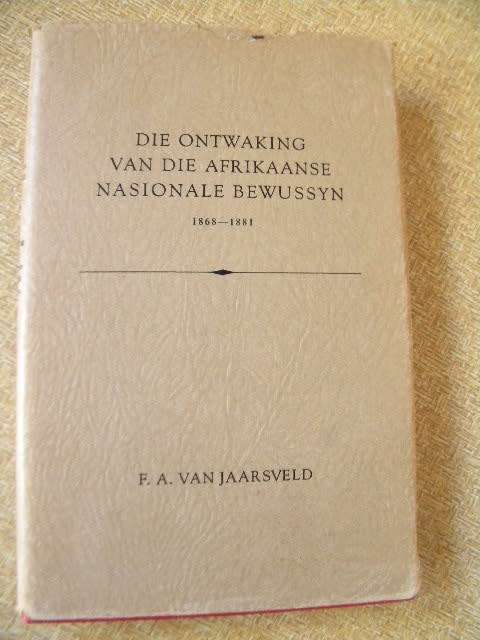 DIE ONTWAKING
VAN DIE AFRIKAANSE
NASIONALE BEWUSSYN
1868—1881
F. A. VAN JAARSVELD